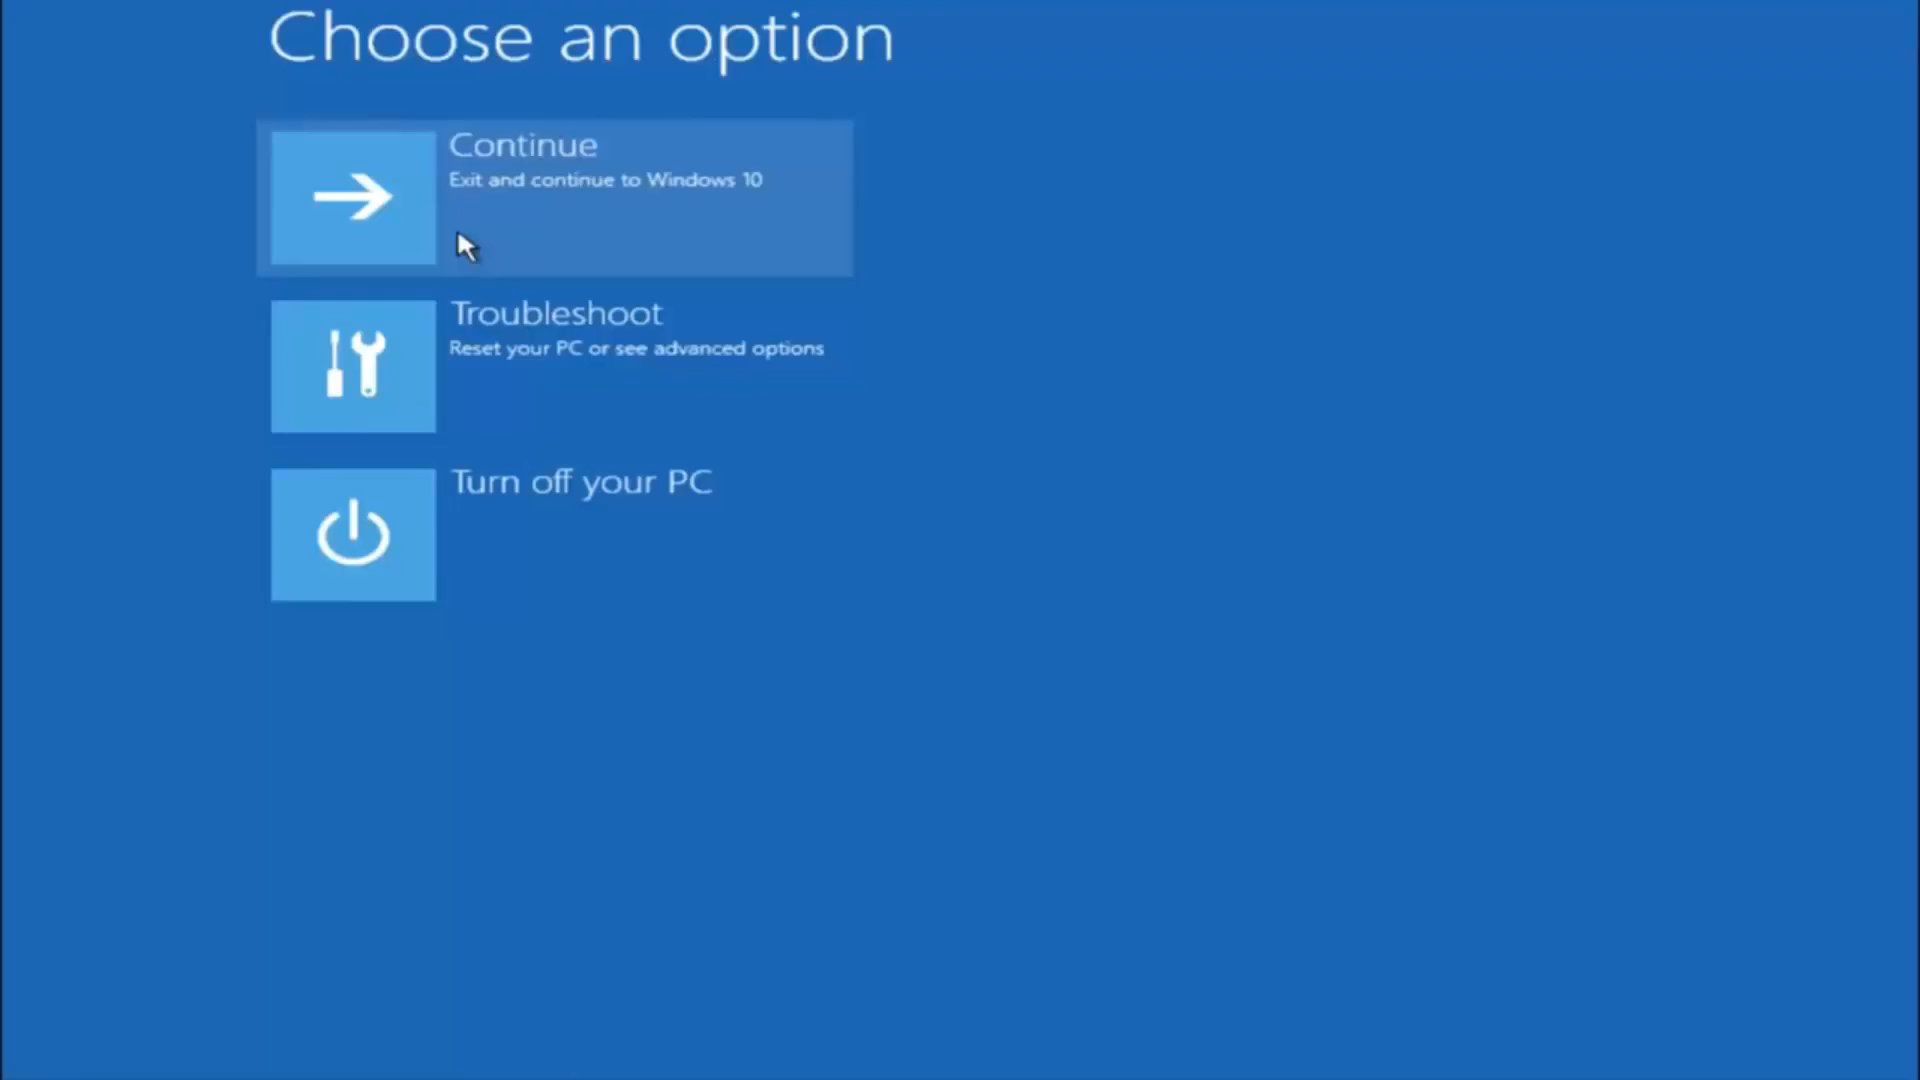 Choose an option
Continue
Exit and continue to Windows 10
Troubleshoot
Reset your PC or see advanced options
Turn off your PC